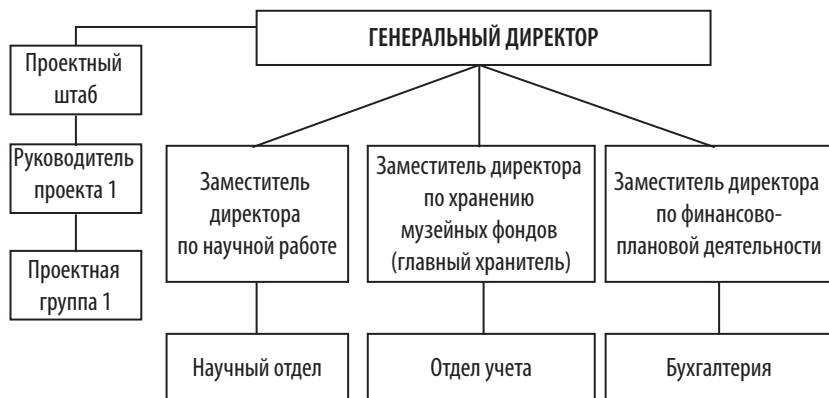 ГЕНЕРАЛЬНЫЙ ДИРЕКТОР
Проектный
штаб
Руководитель
проекта 1
Проектная
группа 1
Заместитель
директора
по научной работе
Заместитель директора
по хранению
музейных фондов
(главный хранитель)
Заместитель директора
по финансово-
плановой деятельности
Научный отдел
Отдел учета
Бухгалтерия